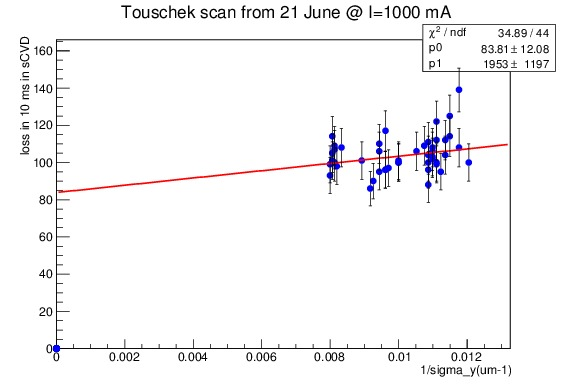 Touschek scan from 21 June @ I=1000 mA
χ² / ndf 34.89 / 44
p0 83.81 ± 12.08
p1 1953 ± 1197
loss in 10 ms in sCVD
160
140
120
100
80
60
40
20
0
0 0.002 0.004 0.006 0.008 0.01 0.012
1/sigma_y(um-1)